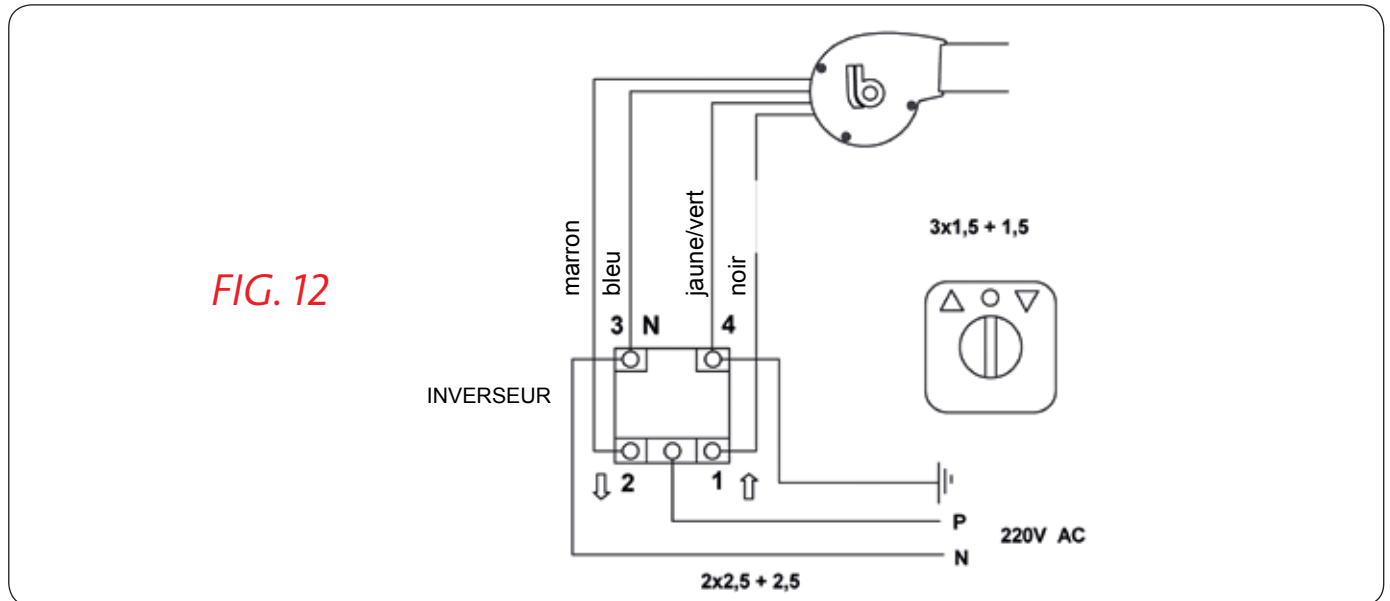 marron
bleu
jaune/vert
noir
3x1,5 + 1,5
FIG. 12
3 N 4
INVERSEUR
2 1
P
220V AC
N
2x2,5 + 2,5